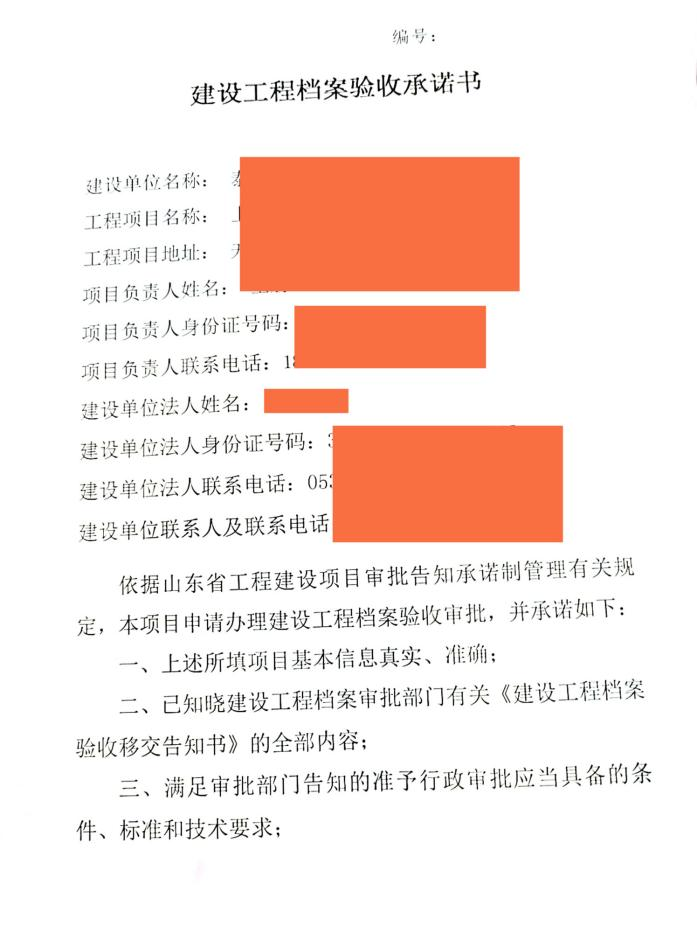 编号：
建设工程档案验收承诺书
建设单位名称：
工程项目名称：
工程项目地址：
项目负责人姓名：
项目负责人身份证号码：
项目负责人联系电话：18
建设单位法人姓名：
建设单位法人身份证号码：3
建设单位法人联系电话：053
建设单位联系人及联系电话
依据山东省工程建设项目审批告知承诺制管理有关规
定，本项目申请办理建设工程档案验收审批，并承诺如下：
一、上述所填项目基本信息真实、准确；
二、已知晓建设工程档案审批部门有关《建设工程档案
验收移交告知书》的全部内容；
三、满足审批部门告知的准予行政审批应当具备的条
件、标准和技术要求；